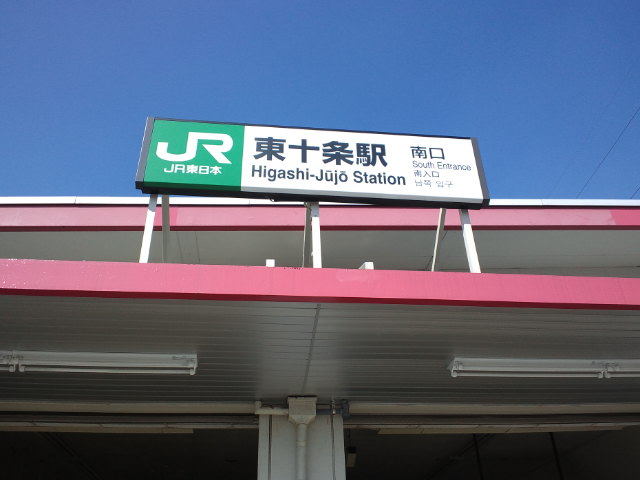 JR
JR東日本
東十条駅
Higashi-Jūjō Station
南口
South Entrance
南入口
남쪽 입구